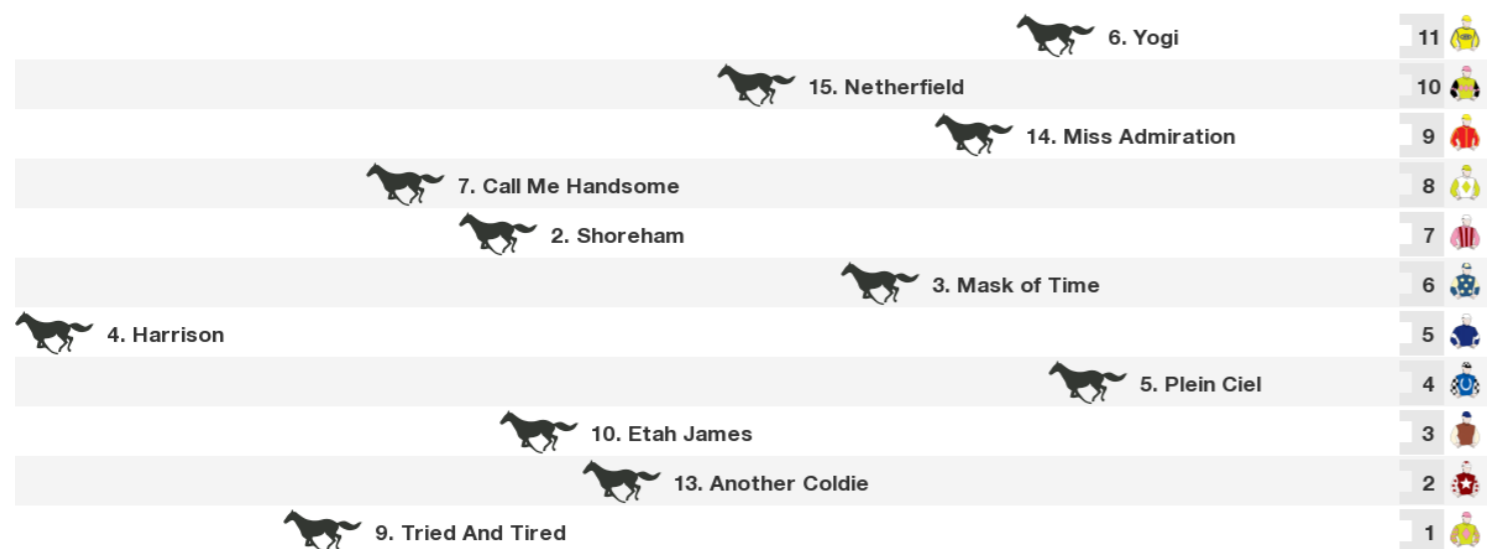 6. Yogi 11
15. Netherfield 10
14. Miss Admiration 9
7. Call Me Handsome 8
2. Shoreham 7
3. Mask of Time 6
4. Harrison 5
5. Plein Ciel 4
10. Etah James 3
13. Another Coldie 2
9. Tried And Tired 1